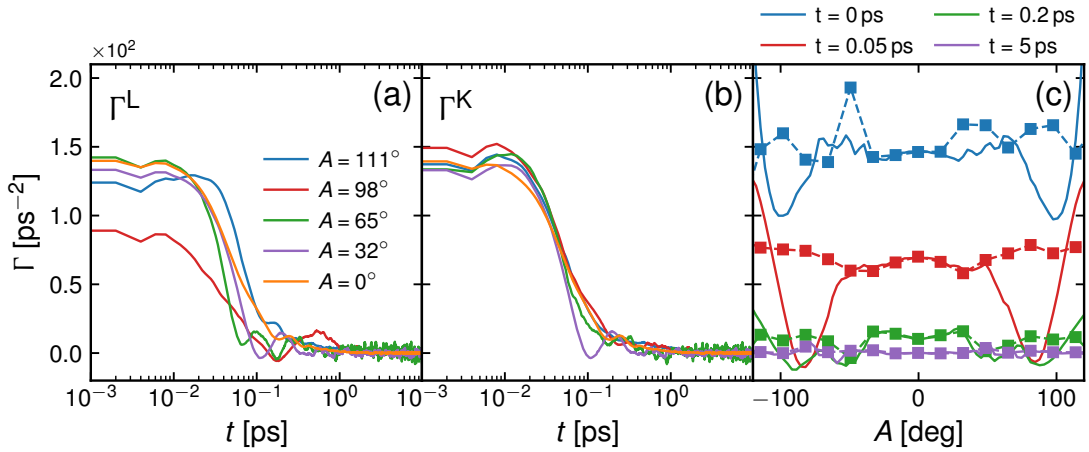 t = 0 ps
t = 0.2 ps
t = 0.05 ps
t = 5 ps
×10²
2.0
1.5
1.0
0.5
0.0
Γ [ps⁻²]
Γᴸ
(a)
A = 111°
A = 98°
A = 65°
A = 32°
A = 0°
Γᴷ
(b)
(c)
10⁻³ 10⁻² 10⁻¹ 10⁰
10⁻³ 10⁻² 10⁻¹ 10⁰
−100 0 100
t [ps]
t [ps]
A [deg]